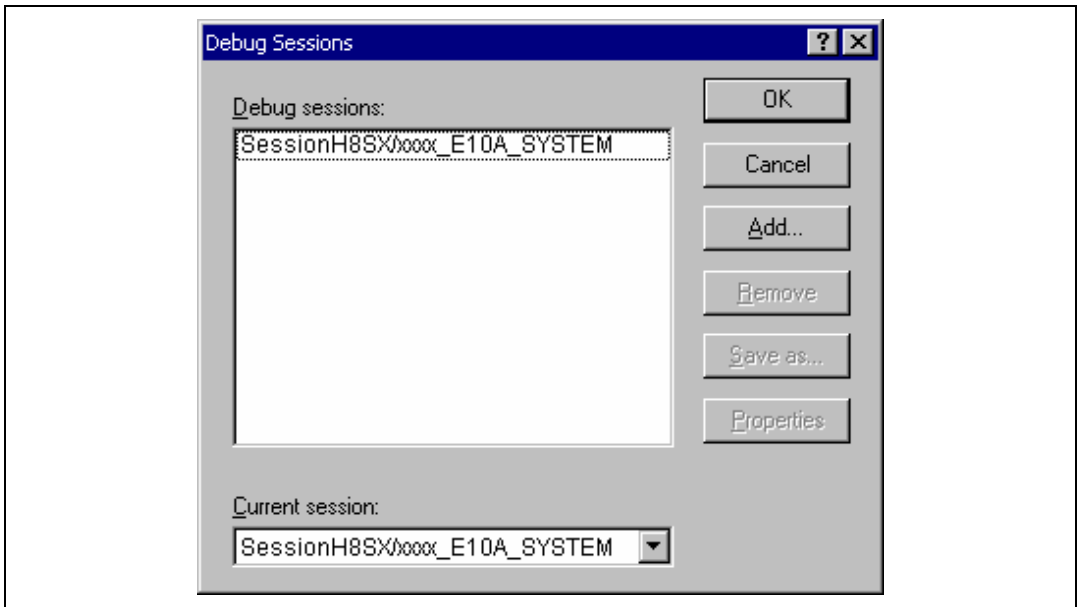 Debug Sessions
Debug sessions:
SessionH8SX/xxxx_E10A_SYSTEM
OK
Cancel
Add...
Remove
Save as...
Properties
Current session:
SessionH8SX/xxxx_E10A_SYSTEM